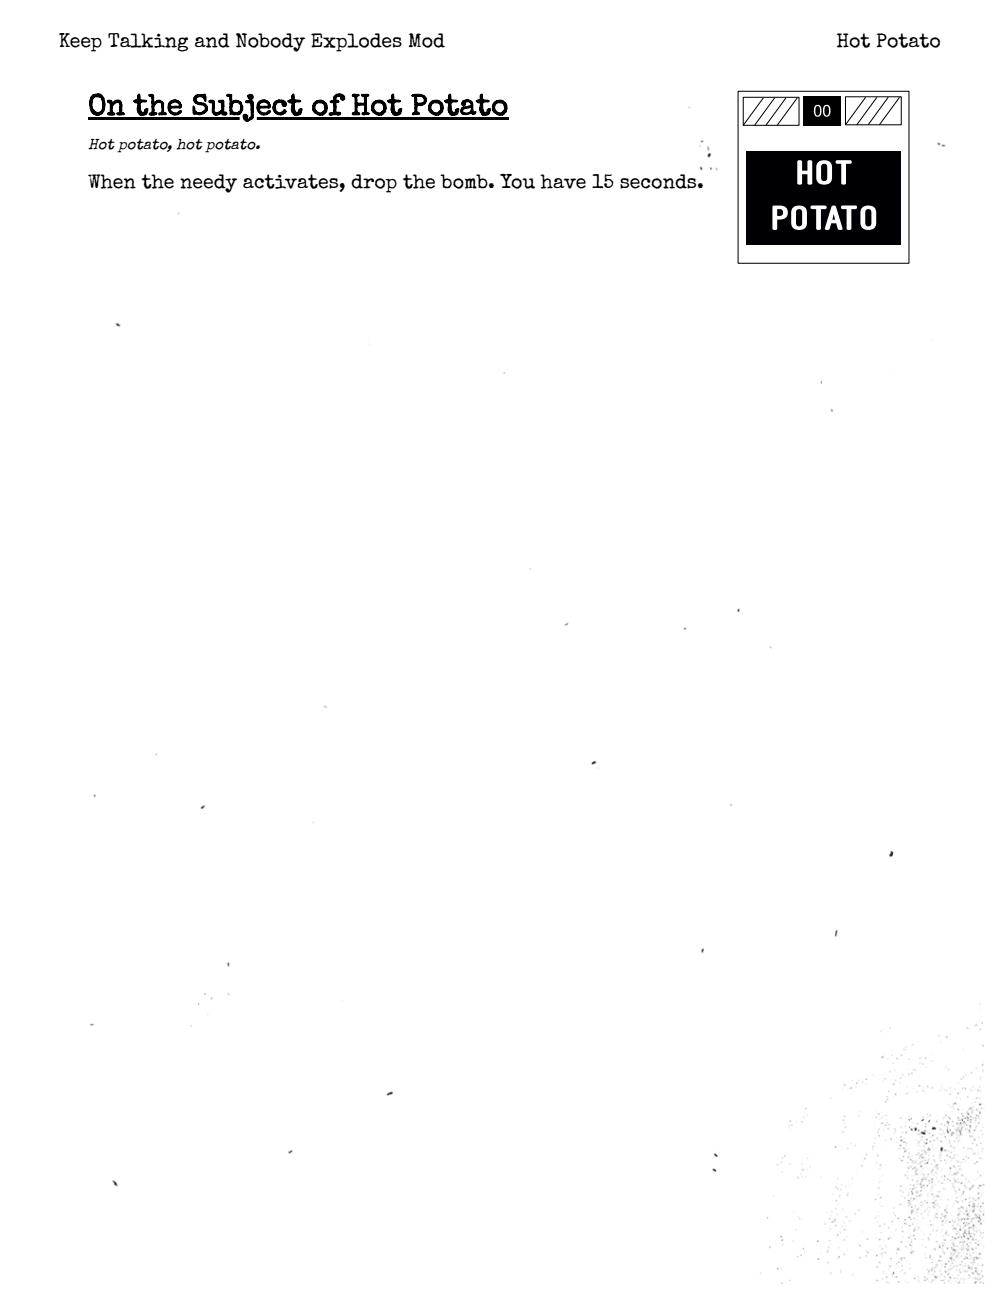 Keep Talking and Nobody Explodes Mod
Hot Potato
On the Subject of Hot Potato
Hot potato, hot potato.
When the needy activates, drop the bomb. You have 15 seconds.
00
HOT
POTATO